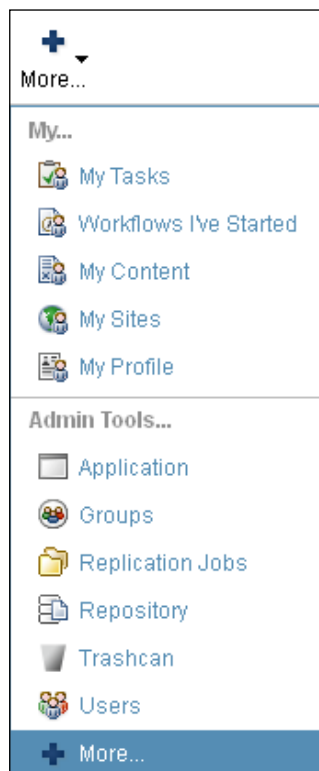 More...
My...
My Tasks
Workflows I've Started
My Content
My Sites
My Profile
Admin Tools...
Application
Groups
Replication Jobs
Repository
Trashcan
Users
More...